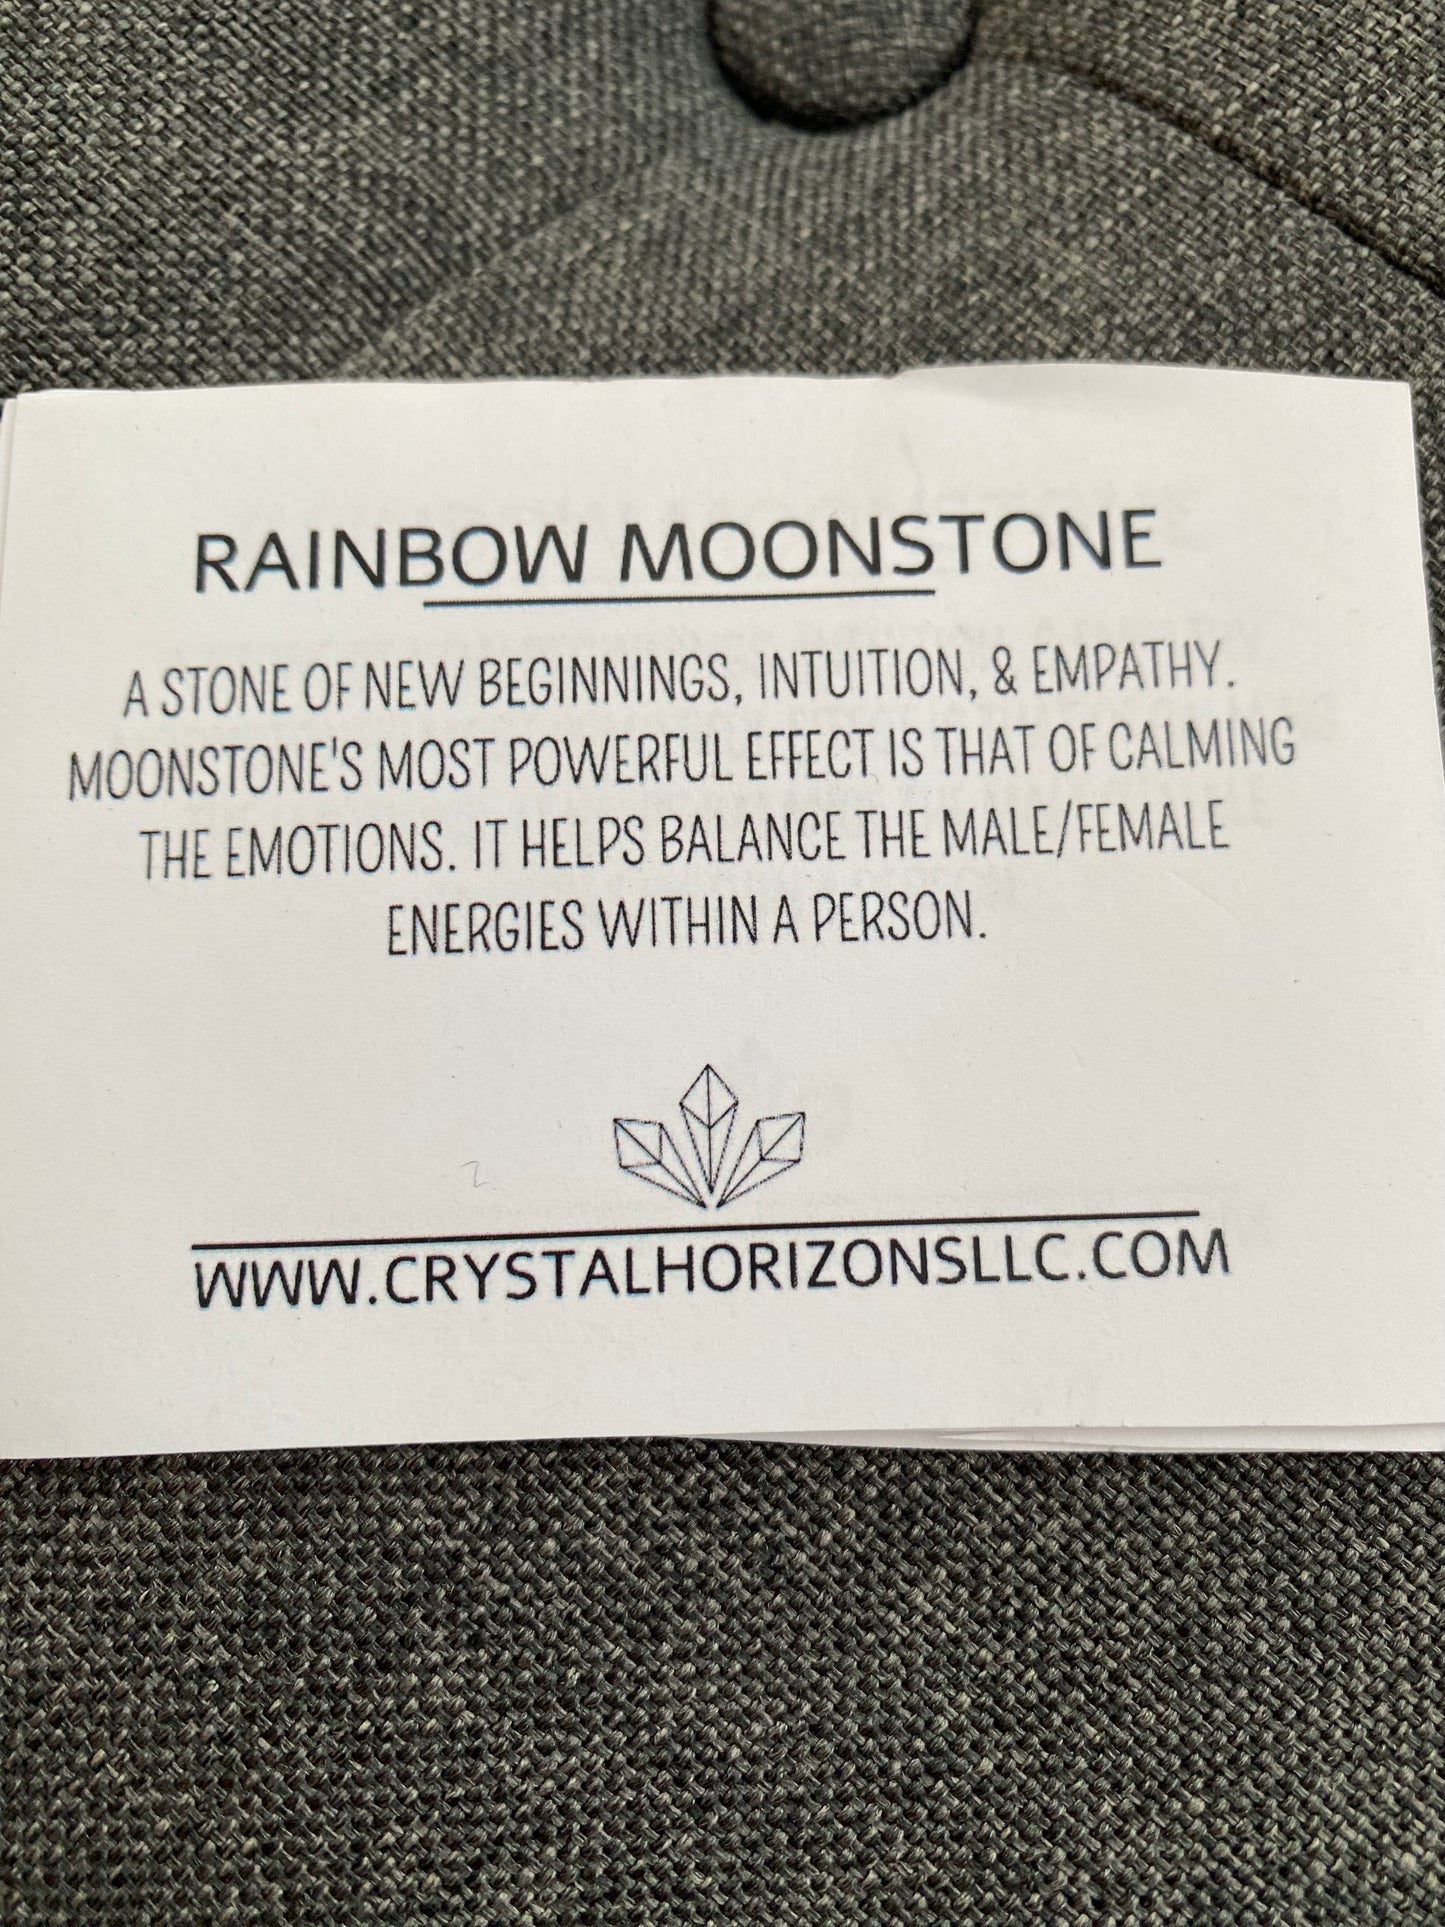 RAINBOW MOONSTONE
A STONE OF NEW BEGINNINGS, INTUITION, & EMPATHY.
MOONSTONE'S MOST POWERFUL EFFECT IS THAT OF CALMING
THE EMOTIONS. IT HELPS BALANCE THE MALE/FEMALE
ENERGIES WITHIN A PERSON.
WWW.CRYSTALHORIZONSLLC.COM